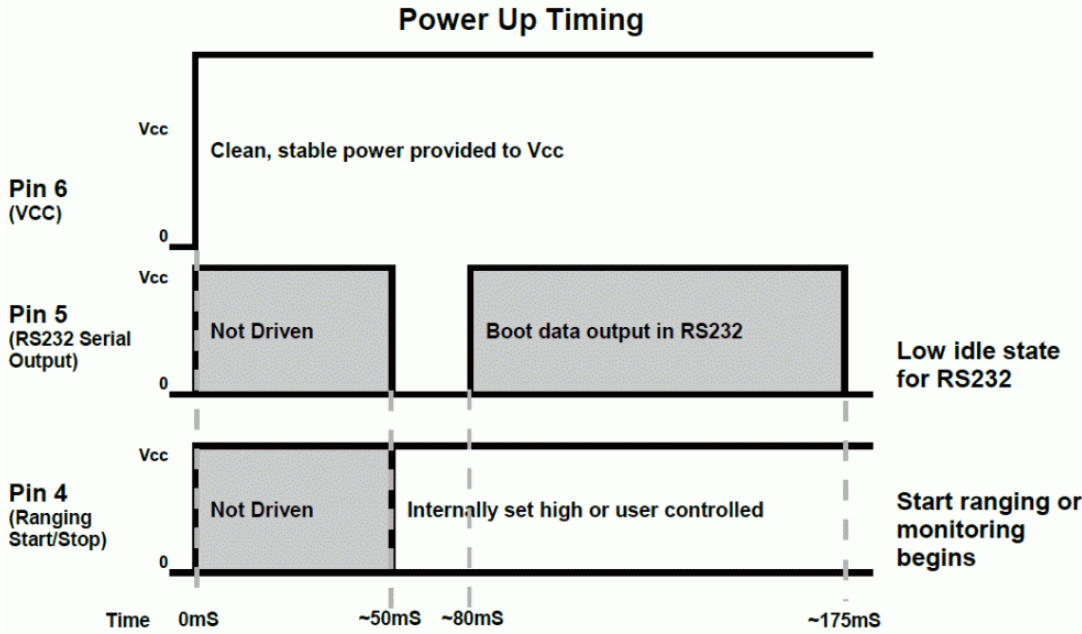 Power Up Timing
Vcc
Clean, stable power provided to Vcc
Pin 6
(VCC)
0
Vcc
Pin 5
(RS232 Serial
Output)
Not Driven
Boot data output in RS232
0
Low idle state
for RS232
Vcc
Pin 4
(Ranging
Start/Stop)
Not Driven
Internally set high or user controlled
0
Start ranging or
monitoring
begins
Time 0mS ~50mS ~80mS ~175mS